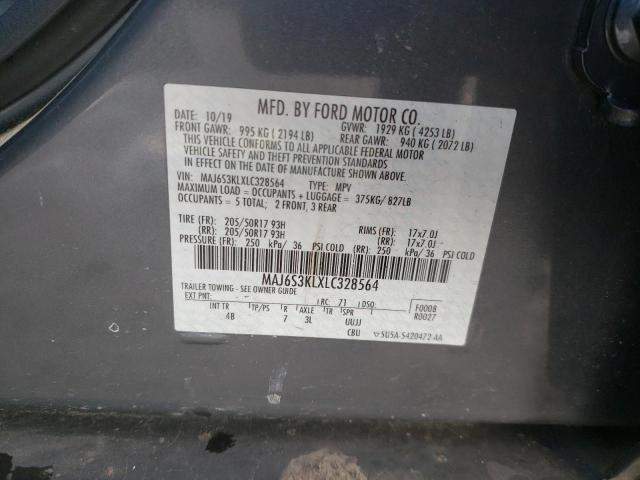 MFD. BY FORD MOTOR CO.
DATE: 10/19 GVWR: 1929 KG ( 4253 LB)
FRONT GAWR: 995 KG ( 2194 LB) REAR GAWR: 940 KG ( 2072 LB)
THIS VEHICLE CONFORMS TO ALL APPLICABLE FEDERAL MOTOR
VEHICLE SAFETY AND THEFT PREVENTION STANDARDS
IN EFFECT ON THE DATE OF MANUFACTURE SHOWN ABOVE.
VIN: MAJ6S3KLXLC328564 TYPE: MPV
MAXIMUM LOAD = OCCUPANTS + LUGGAGE = 375KG/ 827LB
OCCUPANTS = 5 TOTAL; 2 FRONT, 3 REAR
TIRE (FR): 205/50R17 93H RIMS (FR): 17x7.0J
(RR): 205/50R17 93H (RR): 17x7.0J
PRESSURE (FR): 250 kPa/ 36 PSI COLD (RR): 250 kPa/ 36 PSI COLD
MAJ6S3KLXLC328564
TRAILER TOWING - SEE OWNER GUIDE
EXT PNT: RC: 71 DSO: F0008
R0027
INT TR TP/PS R AXLE TR SPR UUJJ
4B 7 3L CBU
5U5A-5420472-AA